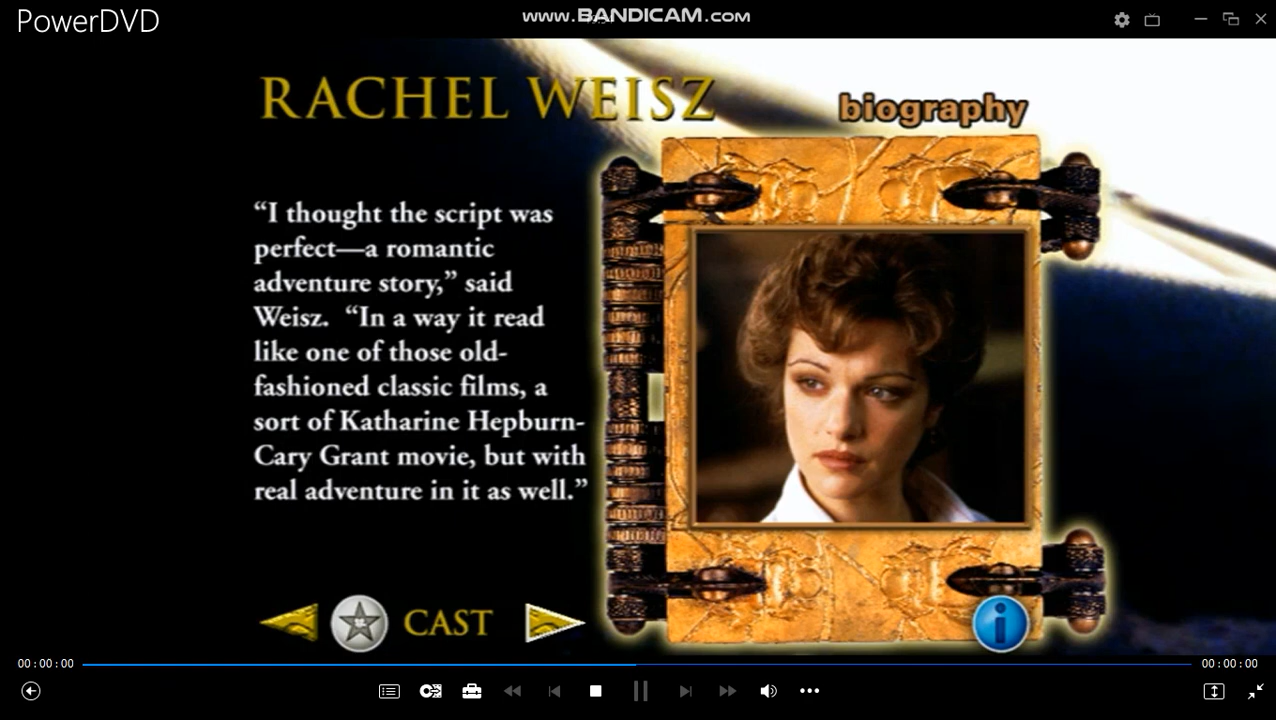 PowerDVD
www.BANDICAM.COM
RACHEL WEISZ
biography
“I thought the script was
perfect—a romantic
adventure story,” said
Weisz. “In a way it read
like one of those old-
fashioned classic films, a
sort of Katharine Hepburn-
Cary Grant movie, but with
real adventure in it as well.”
CAST
i
00:00:00
00:00:00